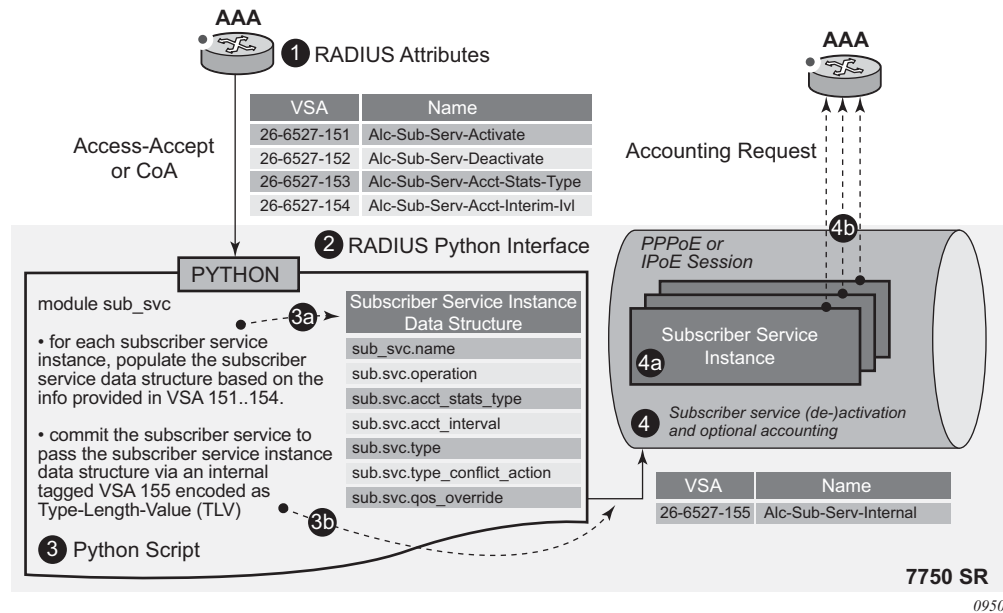 AAA
1 RADIUS Attributes
VSA Name
26-6527-151 Alc-Sub-Serv-Activate
26-6527-152 Alc-Sub-Serv-Deactivate
26-6527-153 Alc-Sub-Serv-Acct-Stats-Type
26-6527-154 Alc-Sub-Serv-Acct-Interim-Ivl
Access-Accept
or CoA
AAA
Accounting Request
2 RADIUS Python Interface
PYTHON
module sub_svc
• for each subscriber service
instance, populate the subscriber
service data structure based on the
info provided in VSA 151..154.
• commit the subscriber service to
pass the subscriber service instance
data structure via an internal
tagged VSA 155 encoded as
Type-Length-Value (TLV)
3a
3b
3 Python Script
Subscriber Service Instance
Data Structure
sub_svc.name
sub.svc.operation
sub.svc.acct_stats_type
sub.svc.acct_interval
sub.svc.type
sub.svc.type_conflict_action
sub.svc.qos_override
4b
PPPoE or
IPoE Session
Subscriber Service
Instance
4a
4 Subscriber service (de-)activation
and optional accounting
VSA Name
26-6527-155 Alc-Sub-Serv-Internal
7750 SR
0950